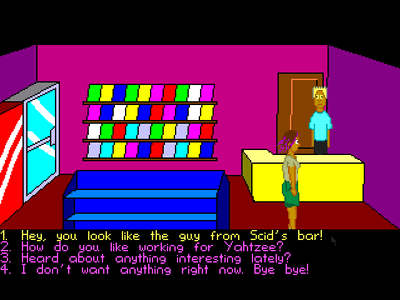 1. Hey, you look like the guy from Scid's bar!
2. How do you like working for Yahtzee?
3. Heard about anything interesting lately?
4. I don't want anything right now. Bye bye!